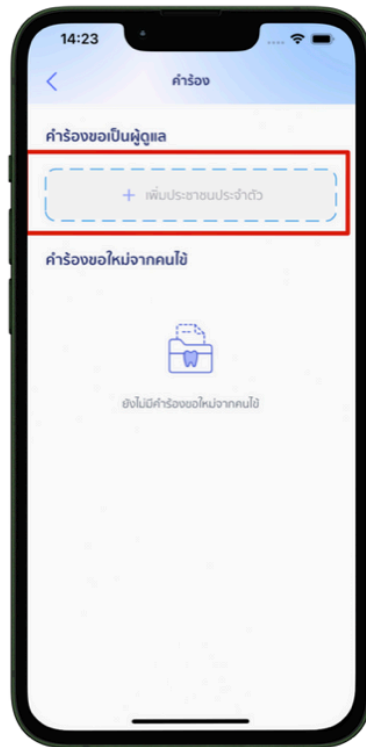 14:23
คำร้อง
คำร้องขอเป็นผู้ดูแล
+ เพิ่มประชาชนประจำตัว
คำร้องขอใหม่จากคนไข้
ยังไม่มีคำร้องขอใหม่จากคนไข้